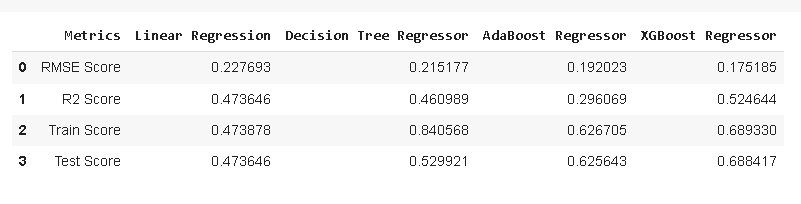 Metrics Linear Regression Decision Tree Regressor AdaBoost Regressor XGBoost Regressor
0 RMSE Score 0.227693 0.215177 0.192023 0.175185
1 R2 Score 0.473646 0.460989 0.296069 0.524644
2 Train Score 0.473878 0.840568 0.626705 0.689330
3 Test Score 0.473646 0.529921 0.625643 0.688417